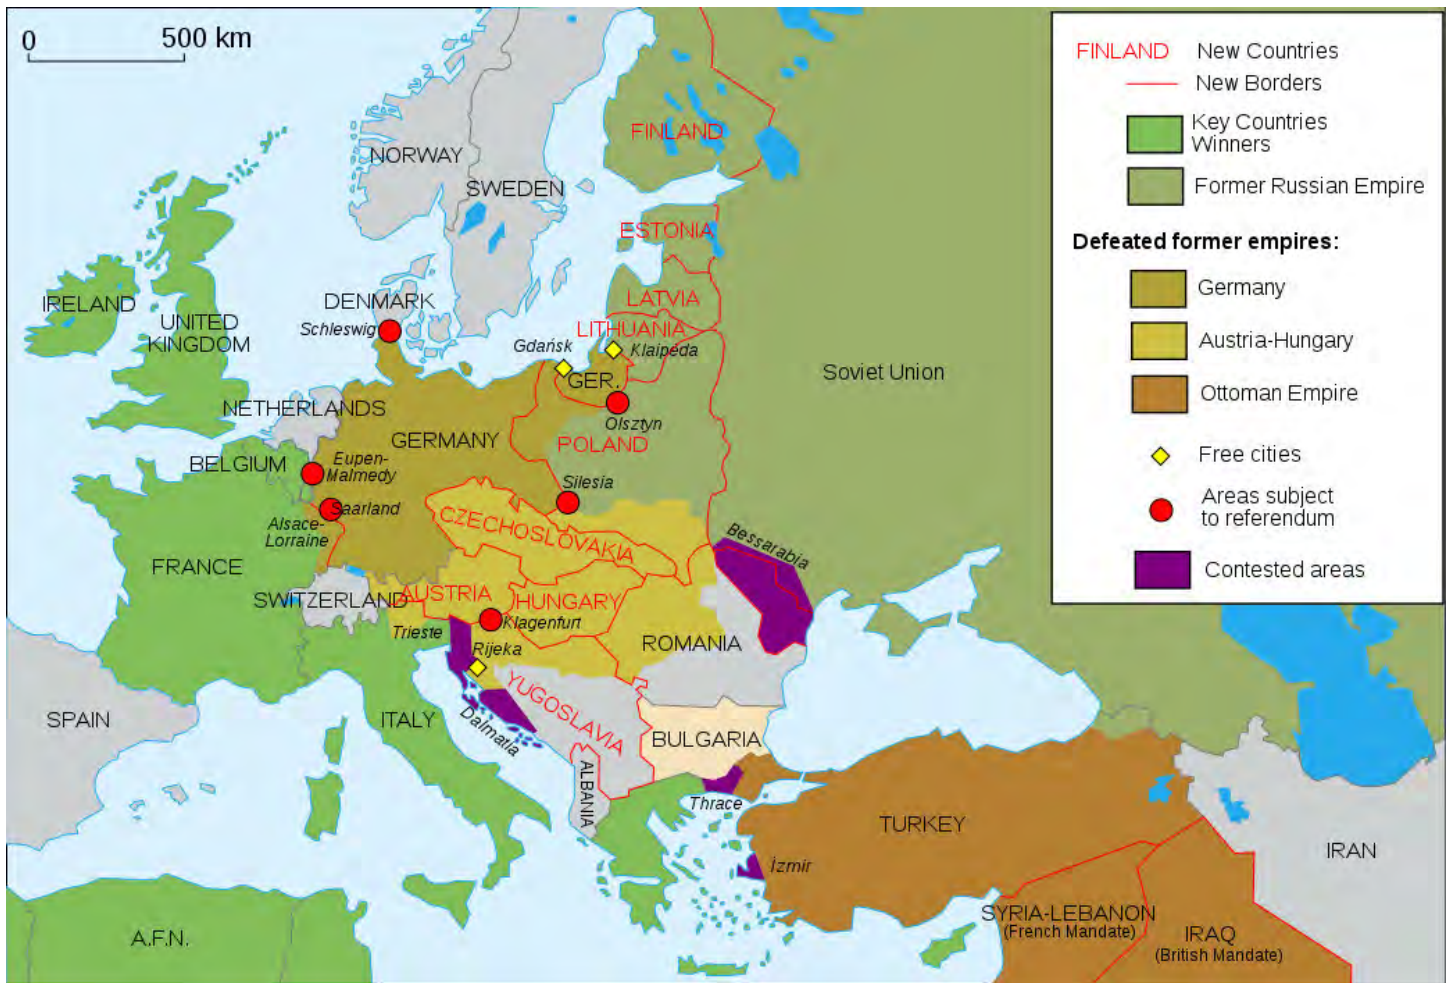 0 500 km
FINLAND New Countries
New Borders
Key Countries
Winners
Former Russian Empire
Defeated former empires:
Germany
Austria-Hungary
Ottoman Empire
Free cities
Areas subject
to referendum
Contested areas
NORWAY
SWEDEN
FINLAND
ESTONIA
LATVIA
LITHUANIA
IRELAND
UNITED
KINGDOM
DENMARK
Schleswig
Gdańsk
Klaipėda
GER.
Olsztyn
Soviet Union
NETHERLANDS
GERMANY
POLAND
BELGIUM
Eupen-
Malmedy
Silesia
Saarland
Alsace-
Lorraine
CZECHOSLOVAKIA
Bessarabia
FRANCE
SWITZERLAND
AUSTRIA
HUNGARY
Klagenfurt
Trieste
Rijeka
ROMANIA
YUGOSLAVIA
Dalmatia
SPAIN
ITALY
BULGARIA
ALBANIA
Thrace
TURKEY
İzmir
IRAN
SYRIA-LEBANON
(French Mandate)
IRAQ
(British Mandate)
A.F.N.